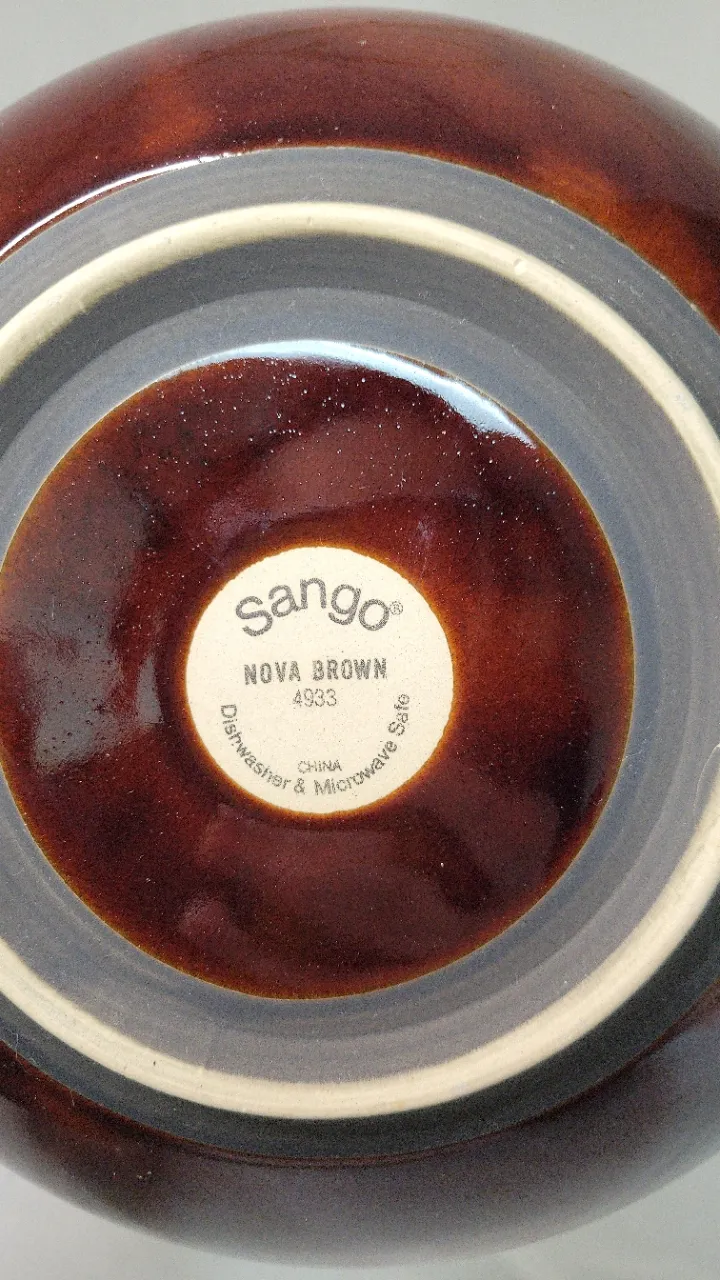 Sango®
NOVA BROWN
4933
CHINA
Dishwasher & Microwave Safe